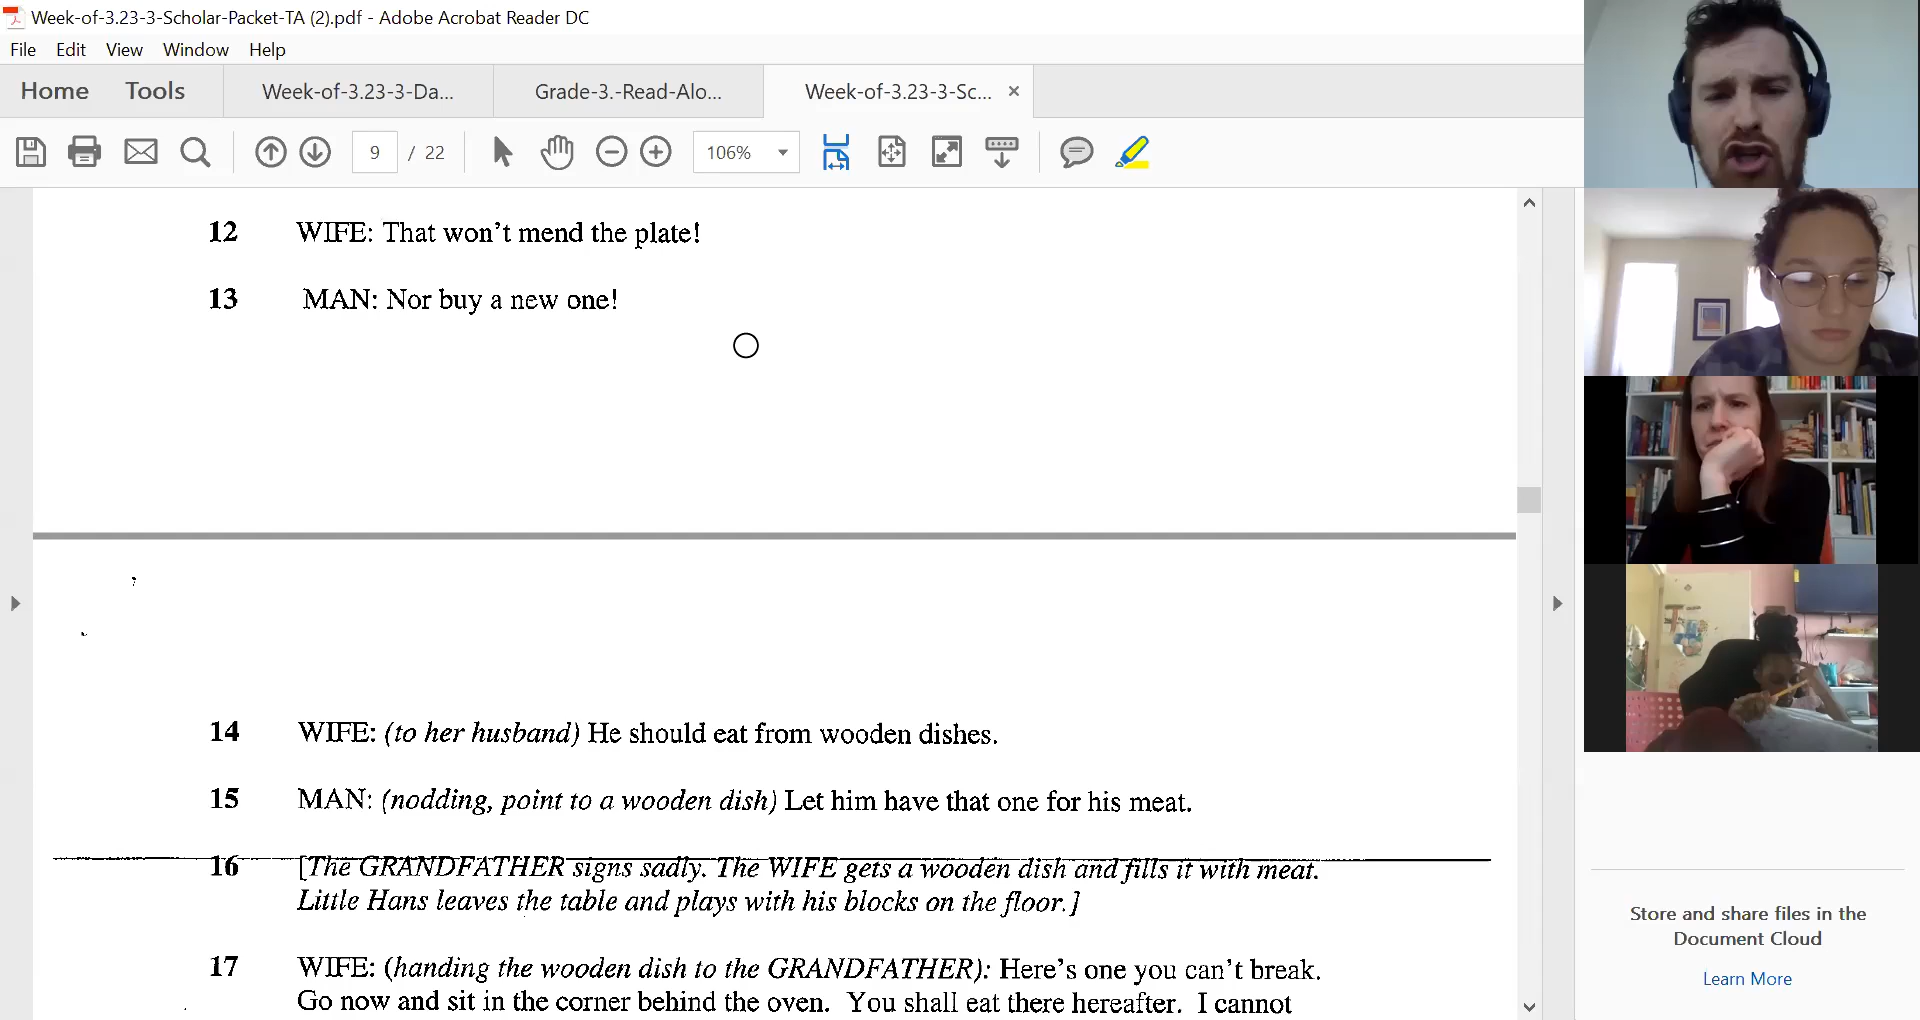 Week-of-3.23-3-Scholar-Packet-TA (2).pdf - Adobe Acrobat Reader DC
File Edit View Window Help
Home Tools Week-of-3.23-3-Da... Grade-3.-Read-Alo... Week-of-3.23-3-Sc... ×
9 / 22 106%
12 WIFE: That won't mend the plate!
13 MAN: Nor buy a new one!
14 WIFE: (to her husband) He should eat from wooden dishes.
15 MAN: (nodding, point to a wooden dish) Let him have that one for his meat.
16 [The GRANDFATHER signs sadly. The WIFE gets a wooden dish and fills it with meat.
Little Hans leaves the table and plays with his blocks on the floor.]
17 WIFE: (handing the wooden dish to the GRANDFATHER): Here's one you can't break.
Go now and sit in the corner behind the oven. You shall eat there hereafter. I cannot
Store and share files in the
Document Cloud
Learn More